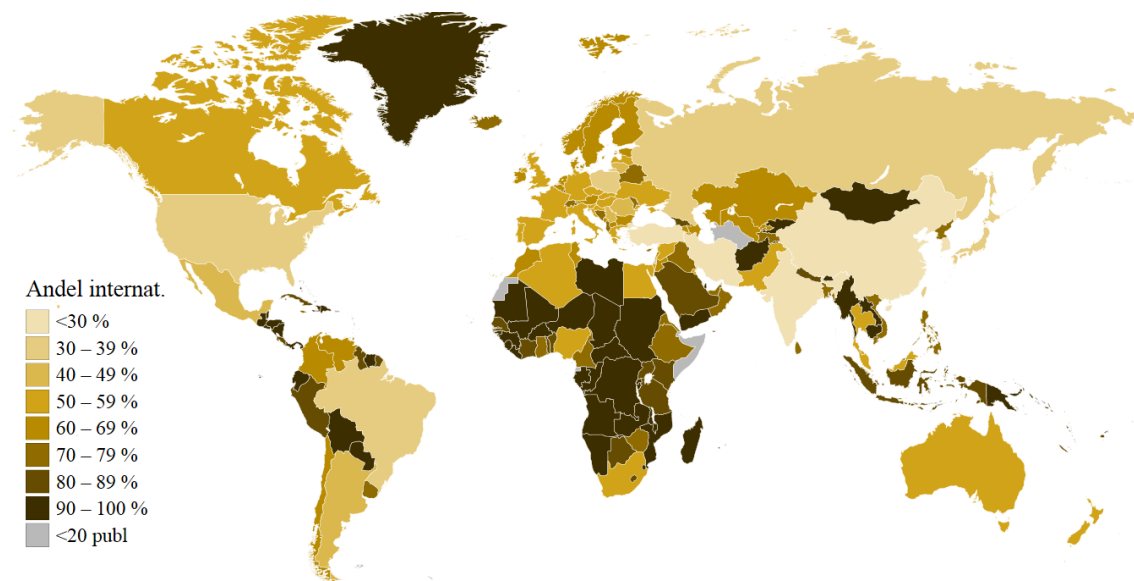 Andel internat.
<30 %
30 – 39 %
40 – 49 %
50 – 59 %
60 – 69 %
70 – 79 %
80 – 89 %
90 – 100 %
<20 publ